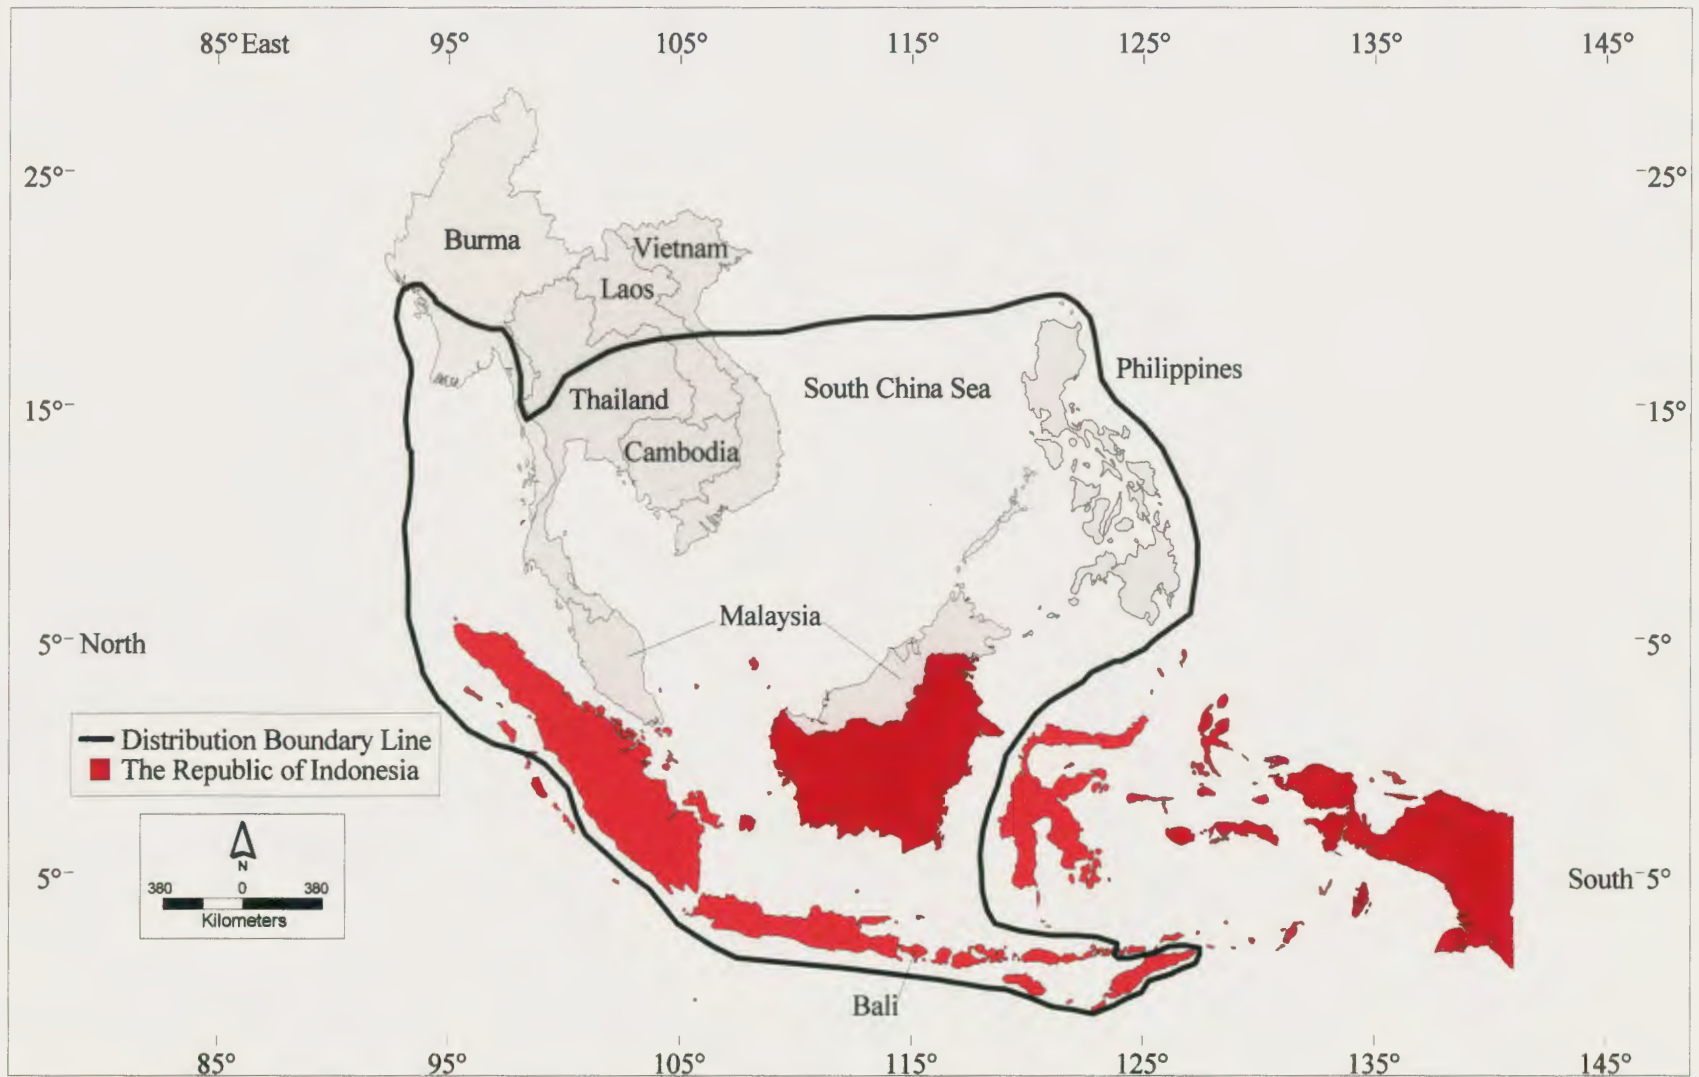 85° East 95° 105° 115° 125° 135° 145°
25° 25°
Burma
Vietnam
Laos
Philippines
South China Sea
Thailand
15° 15°
Cambodia
Malaysia
5° North 5°
Distribution Boundary Line
The Republic of Indonesia
N
380 0 380
Kilometers
5° South 5°
Bali
85° 95° 105° 115° 125° 135° 145°